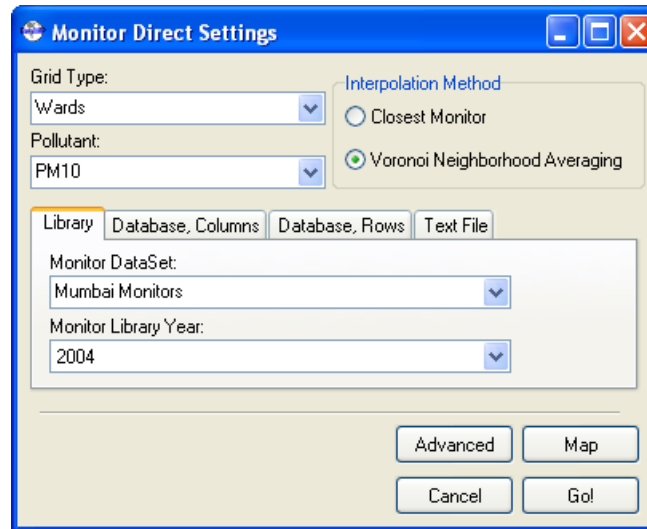 Monitor Direct Settings
Grid Type:
Wards
Pollutant:
PM10
Interpolation Method
Closest Monitor
Voronoi Neighborhood Averaging
Library
Database, Columns
Database, Rows
Text File
Monitor DataSet:
Mumbai Monitors
Monitor Library Year:
2004
Advanced
Map
Cancel
Go!